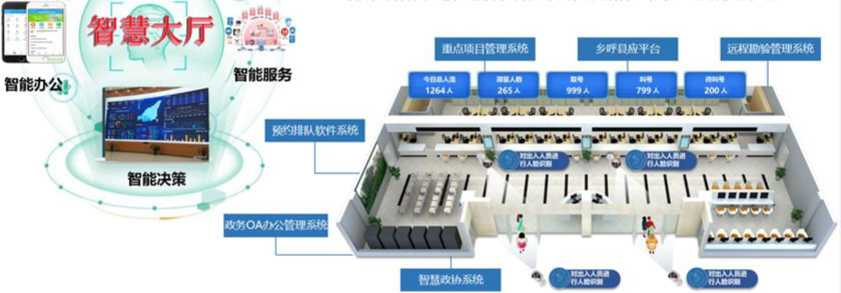 智慧大厅
智能办公
智能服务
智能决策
重点项目管理系统
乡呼县应平台
远程勘验管理系统
今日总人流
1264人
滞留人数
265人
取号
999人
叫号
799人
待叫号
200人
预约排队软件系统
对出入人员进
行人脸识别
对出入人员进
行人脸识别
政务OA办公管理系统
智慧政协系统
对出入人员进
行人脸识别
对出入人员进
行人脸识别